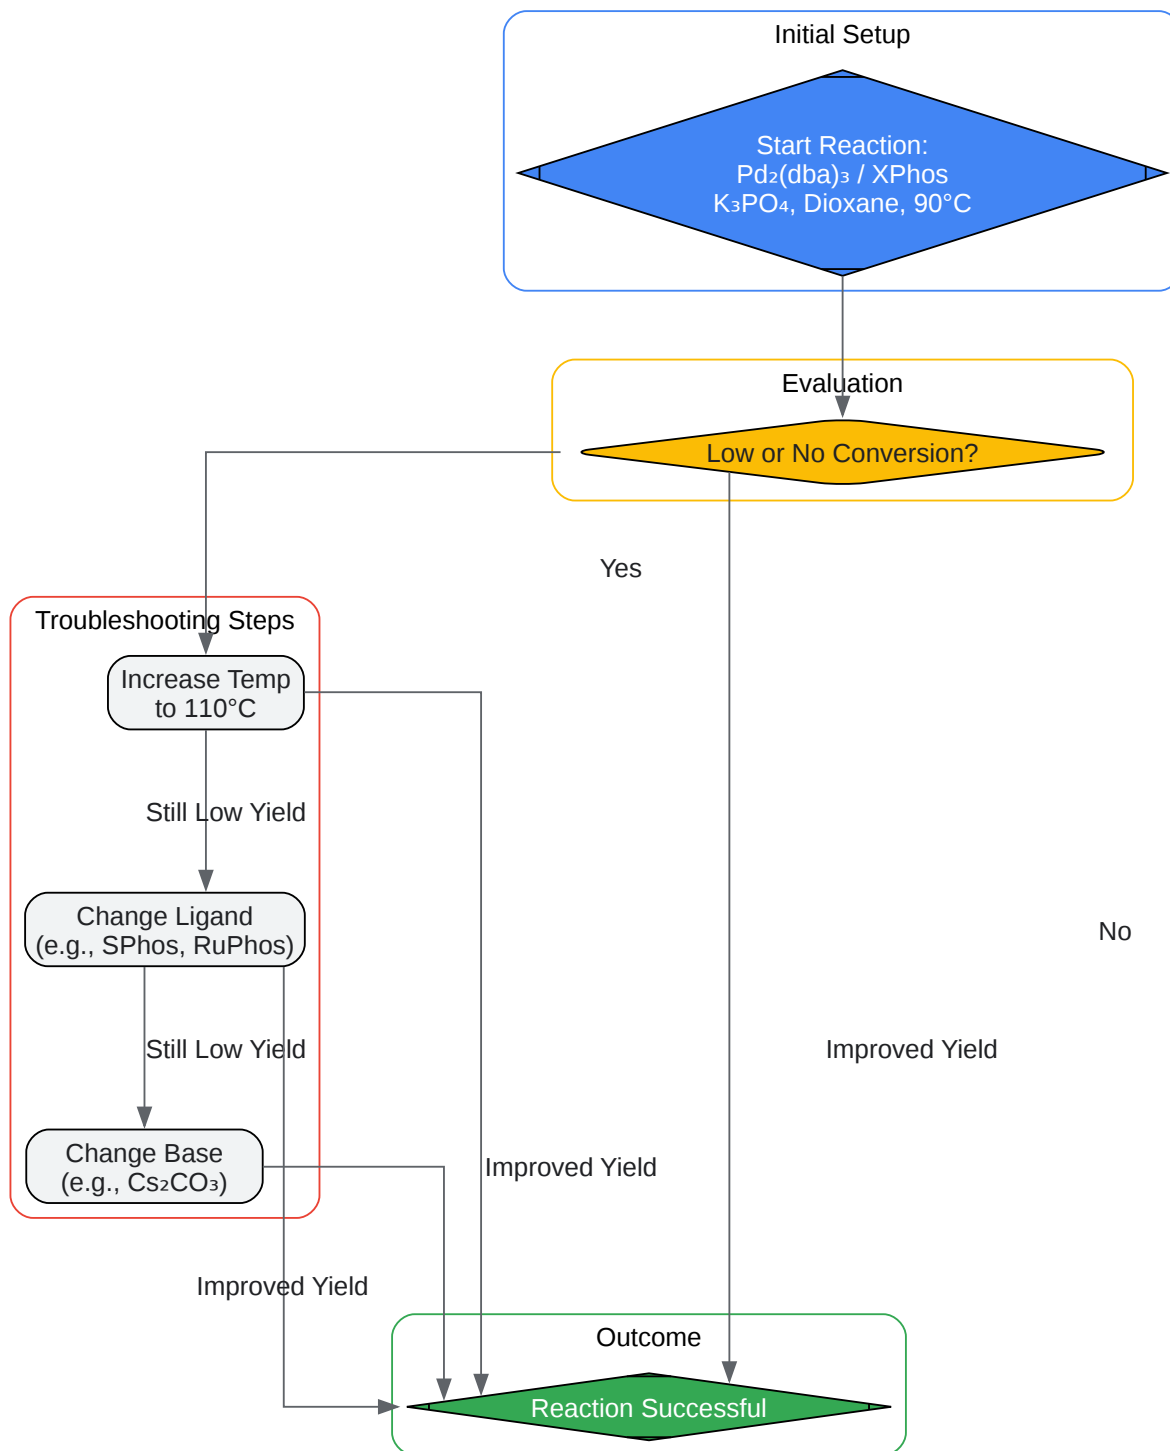 Initial Setup
Start Reaction:
Pd₂(dba)₃ / XPhos
K₃PO₄, Dioxane, 90°C
Evaluation
Low or No Conversion?
Yes
Troubleshooting Steps
Increase Temp
to 110°C
Still Low Yield
Change Ligand
(e.g., SPhos, RuPhos)
No
Still Low Yield
Improved Yield
Change Base
(e.g., Cs₂CO₃)
Improved Yield
Improved Yield
Outcome
Reaction Successful